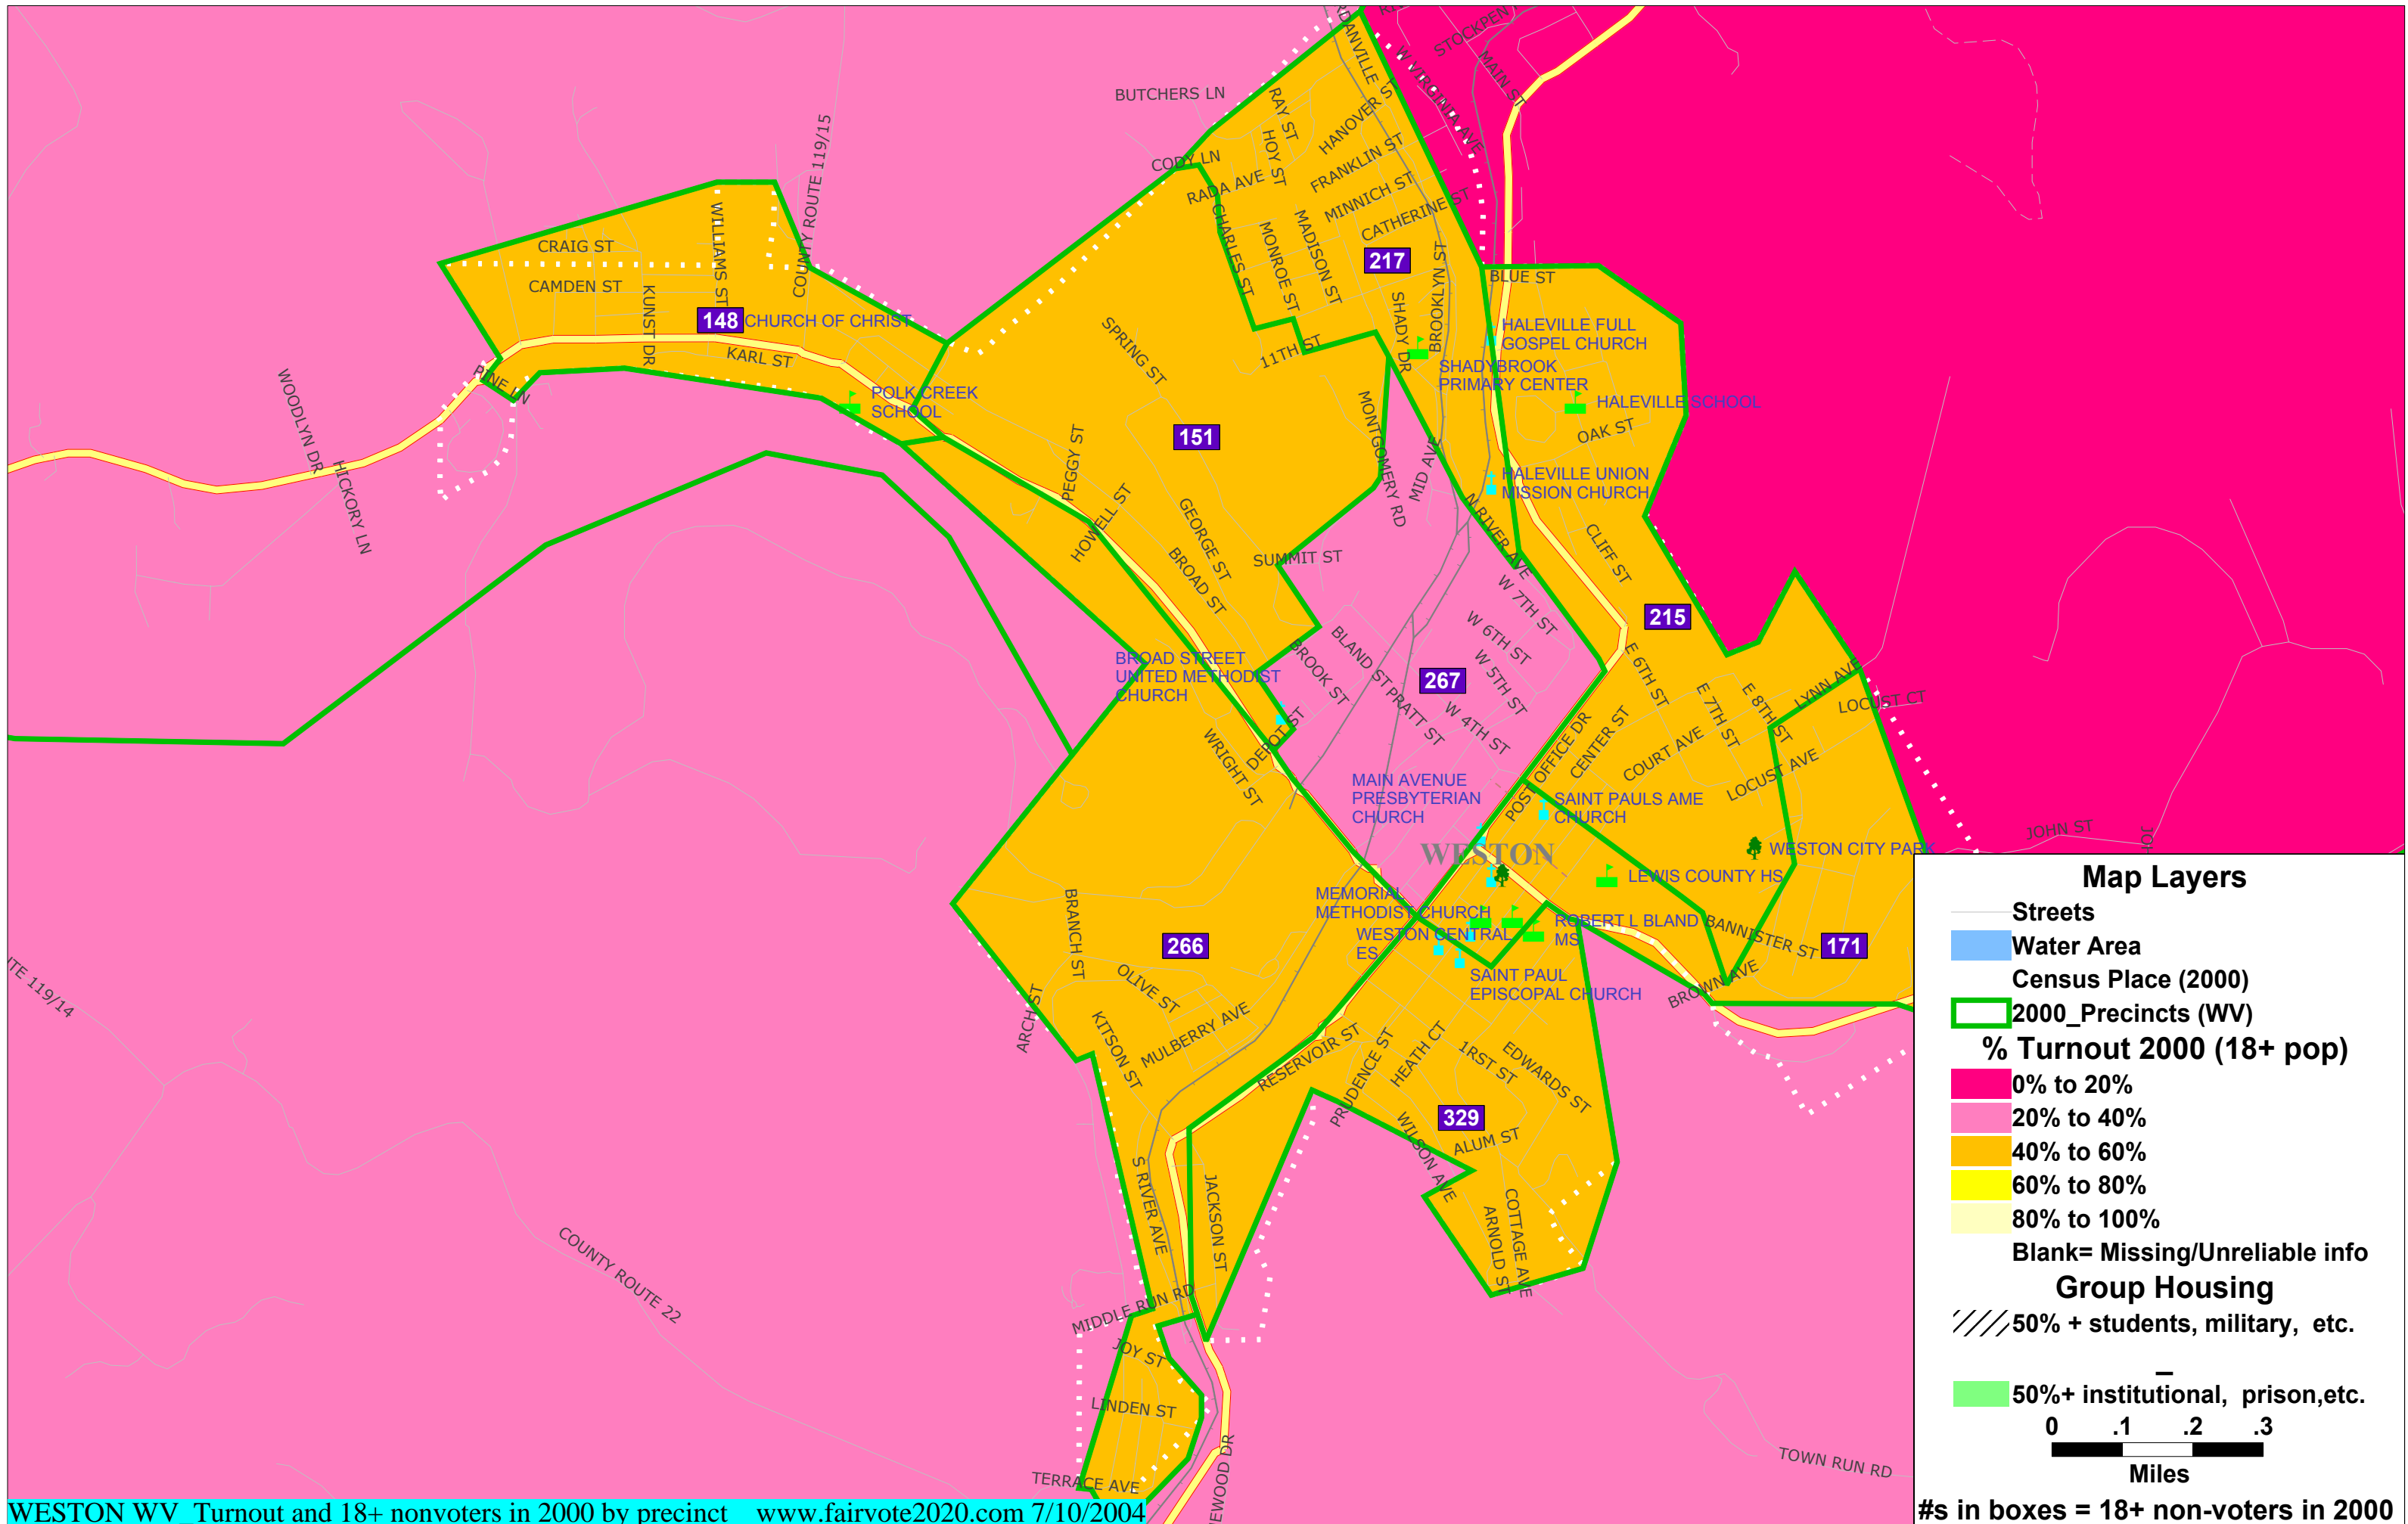 STOCKPEN
MAIN ST
W VIRGINIA AVE
BUTCHERS LN
RAY ST
HANOVER ST
HOY ST
FRANKLIN ST
CODY LN
RADA AVE
MINNICH ST
CATHERINE ST
CHARLES ST
MONROE ST
MADISON ST
217
BROOKLYN ST
SHADY DR
BLUE ST
COUNTY ROUTE 119/15
WILLIAMS ST
CRAIG ST
CAMDEN ST
KUNST DR
148 CHURCH OF CHRIST
KARL ST
PINE LN
POLK CREEK
SCHOOL
WOODLYN DR
HICKORY LN
SPRING ST
11TH ST
HALEVILLE FULL
GOSPEL CHURCH
SHADYBROOK
PRIMARY CENTER
HALEVILLE SCHOOL
OAK ST
151
MONTGOMERY RD
MID AVE
PEGGY ST
HOWELL ST
GEORGE ST
BROAD ST
SUMMIT ST
HALEVILLE UNION
MISSION CHURCH
N RIVER AVE
CLIFF ST
W 7TH ST
W 6TH ST
W 5TH ST
W 4TH ST
215
BROAD STREET
UNITED METHODIST
CHURCH
BROOK ST
BLAND ST
PRATT ST
267
E 6TH ST
E 7TH ST
E 8TH ST
LYNN AVE
LOCUST CT
WRIGHT ST
DEPOT ST
POST OFFICE DR
CENTER ST
COURT AVE
LOCUST AVE
MAIN AVENUE
PRESBYTERIAN
CHURCH
SAINT PAULS AME
CHURCH
WESTON
WESTON CITY PARK
JOHN ST
LEWIS COUNTY HS
MEMORIAL
METHODIST CHURCH
WESTON CENTRAL
ES
ROBERT L BLAND
MS
BANNISTER ST
171
SAINT PAUL
EPISCOPAL CHURCH
BROWN AVE
BRANCH ST
266
OLIVE ST
ARCH ST
KITSON ST
MULBERRY AVE
RESERVOIR ST
PRUDENCE ST
HEATH CT
1RST ST
EDWARDS ST
329
ALUM ST
WILSON AVE
COTTAGE AVE
ARNOLD ST
S RIVER AVE
JACKSON ST
MIDDLE RUN RD
JOY ST
LINDEN ST
TERRACE AVE
EWOOD DR
TOWN RUN RD
COUNTY ROUTE 22
TE 119/14
Map Layers
Streets
Water Area
Census Place (2000)
2000_Precincts (WV)
% Turnout 2000 (18+ pop)
0% to 20%
20% to 40%
40% to 60%
60% to 80%
80% to 100%
Blank= Missing/Unreliable info
Group Housing
50% + students, military, etc.
_
50%+ institutional, prison,etc.
0 .1 .2 .3
Miles
#s in boxes = 18+ non-voters in 2000
WESTON WV_Turnout and 18+ nonvoters in 2000 by precinct www.fairvote2020.com 7/10/2004